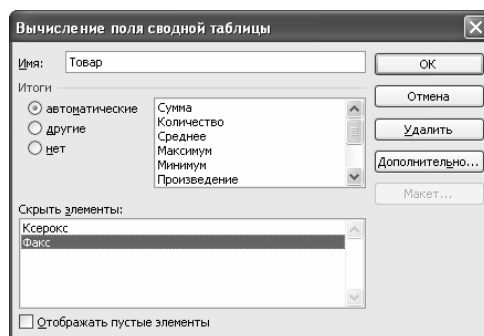 Вычисление поля сводной таблицы
Имя: Товар
ОК
Итоги
автоматические
другие
нет
Сумма
Количество
Среднее
Максимум
Минимум
Произведение
Отмена
Удалить
Дополнительно...
Макет...
Скрыть элементы:
Ксерокс
Факс
Отображать пустые элементы